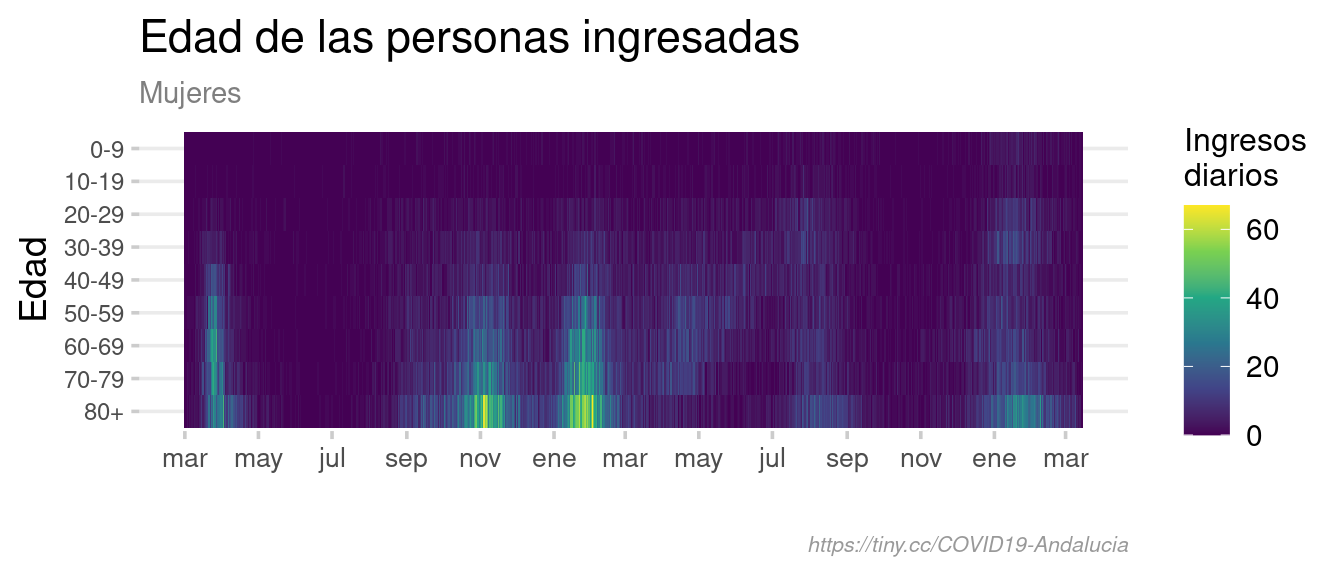 Edad de las personas ingresadas
Mujeres
Edad
0-9
10-19
20-29
30-39
40-49
50-59
60-69
70-79
80+
mar may jul sep nov ene mar may jul sep nov ene mar
Ingresos
diarios
60
40
20
0
https://tiny.cc/COVID19-Andalucia